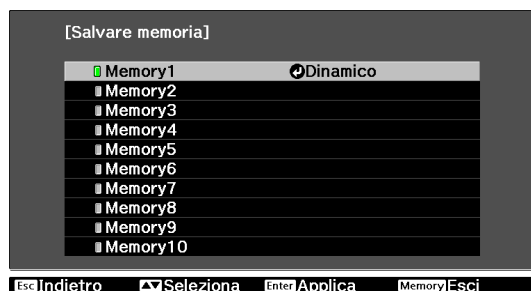 [Salvare memoria]
Memory1 Dinamico
Memory2
Memory3
Memory4
Memory5
Memory6
Memory7
Memory8
Memory9
Memory10
Esc Indietro Seleziona Enter Applica Memory Esci